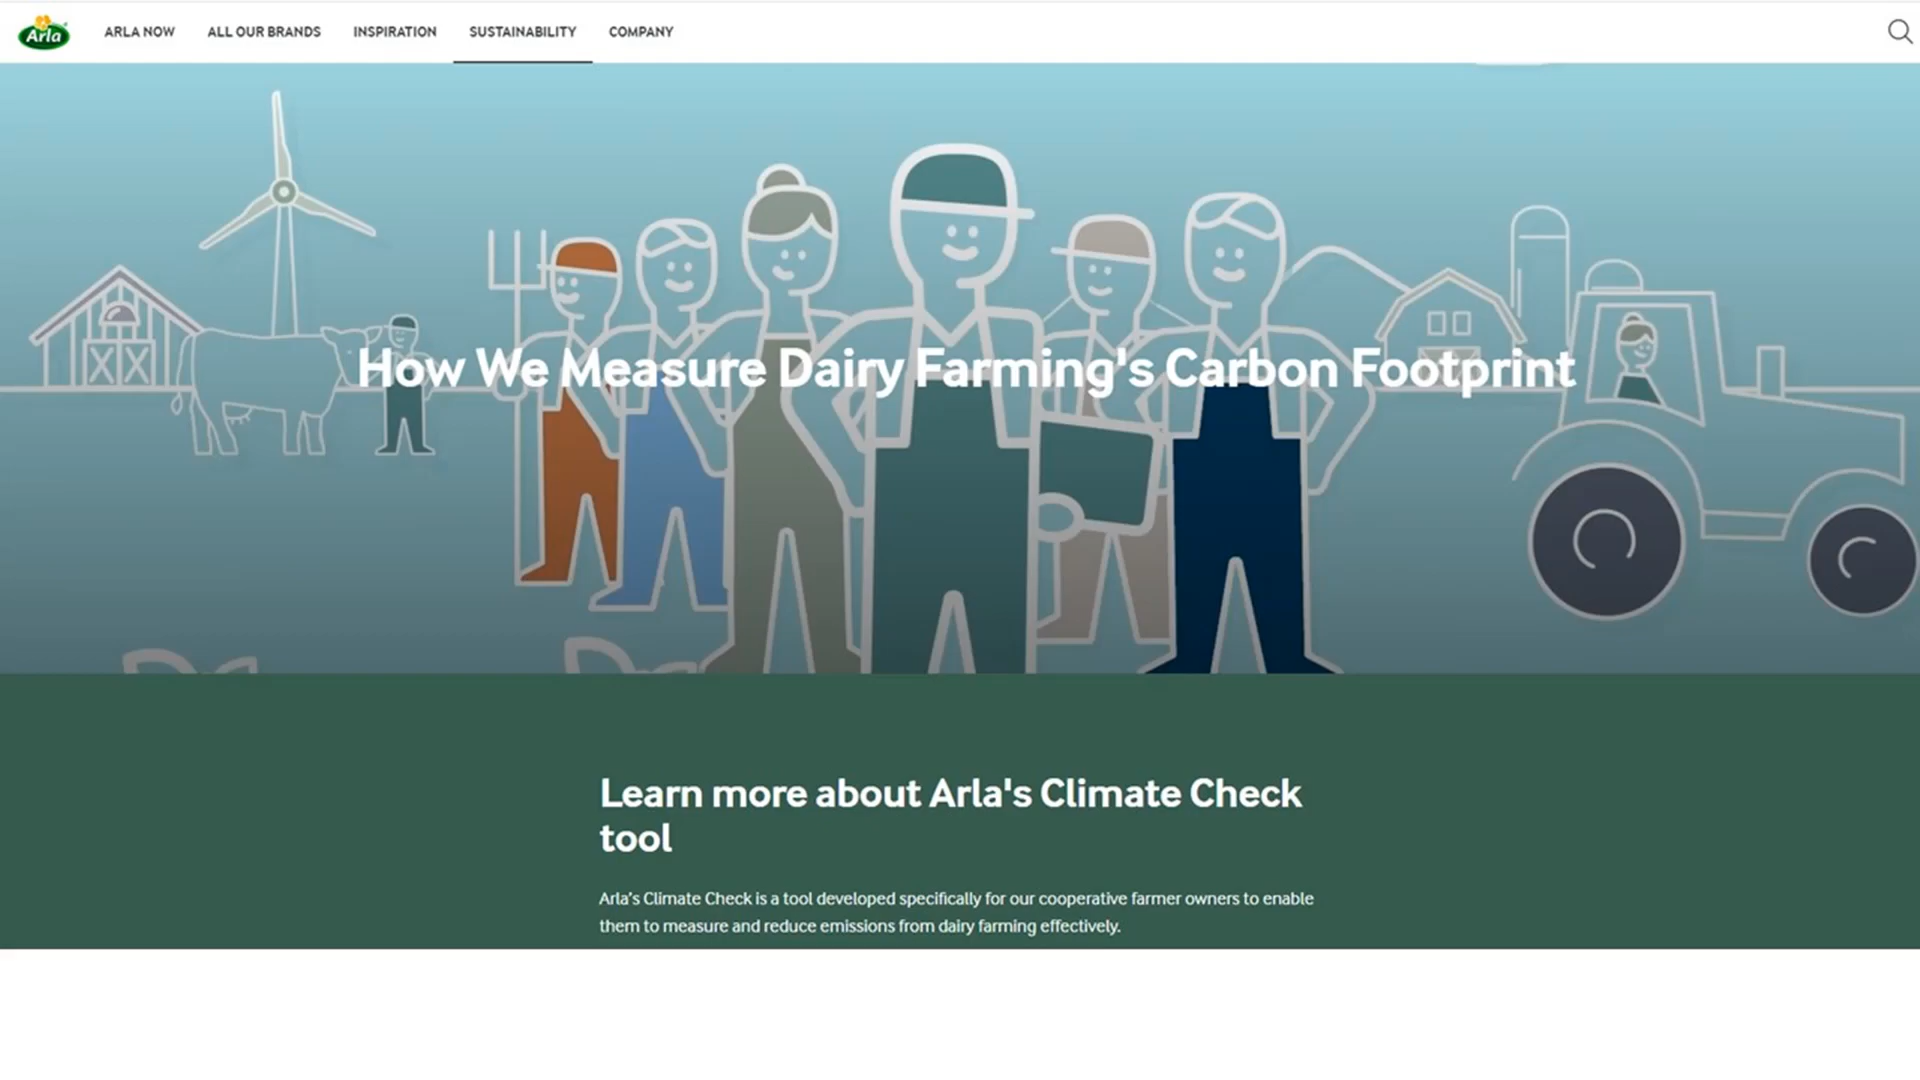 Arla
ARLA NOW
ALL OUR BRANDS
INSPIRATION
SUSTAINABILITY
COMPANY
How We Measure Dairy Farming's Carbon Footprint
Learn more about Arla's Climate Check
tool
Arla's Climate Check is a tool developed specifically for our cooperative farmer owners to enable
them to measure and reduce emissions from dairy farming effectively.